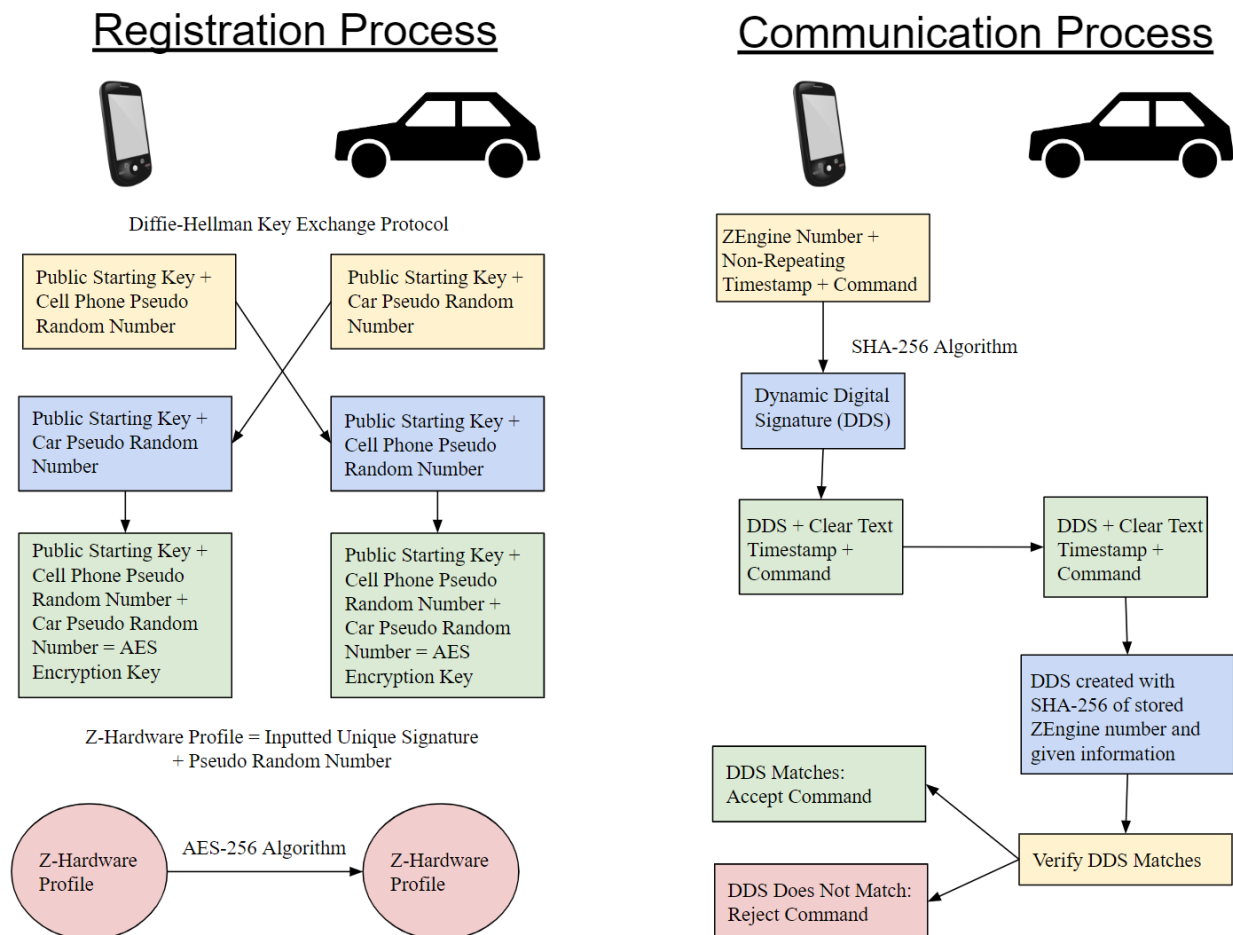 Registration Process
Diffie-Hellman Key Exchange Protocol
Public Starting Key +
Cell Phone Pseudo
Random Number
Public Starting Key +
Car Pseudo Random
Number
Public Starting Key +
Car Pseudo Random
Number
Public Starting Key +
Cell Phone Pseudo
Random Number
Public Starting Key +
Cell Phone Pseudo
Random Number +
Car Pseudo Random
Number = AES
Encryption Key
Public Starting Key +
Cell Phone Pseudo
Random Number +
Car Pseudo Random
Number = AES
Encryption Key
Z-Hardware Profile = Inputted Unique Signature
+ Pseudo Random Number
Z-Hardware
Profile
AES-256 Algorithm
Z-Hardware
Profile
Communication Process
ZEngine Number +
Non-Repeating
Timestamp + Command
SHA-256 Algorithm
Dynamic Digital
Signature (DDS)
DDS + Clear Text
Timestamp +
Command
DDS + Clear Text
Timestamp +
Command
DDS created with
SHA-256 of stored
ZEngine number and
given information
Verify DDS Matches
DDS Matches:
Accept Command
DDS Does Not Match:
Reject Command